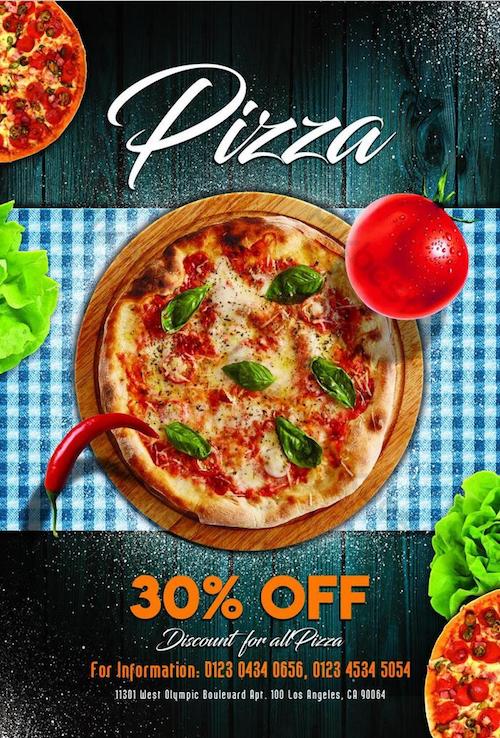 Pizza
30% OFF
Discount for all Pizza
For Information: 0123 0434 0656, 0123 4534 5054
11301 West Olympic Boulevard Apt. 100 Los Angeles, CA 90064